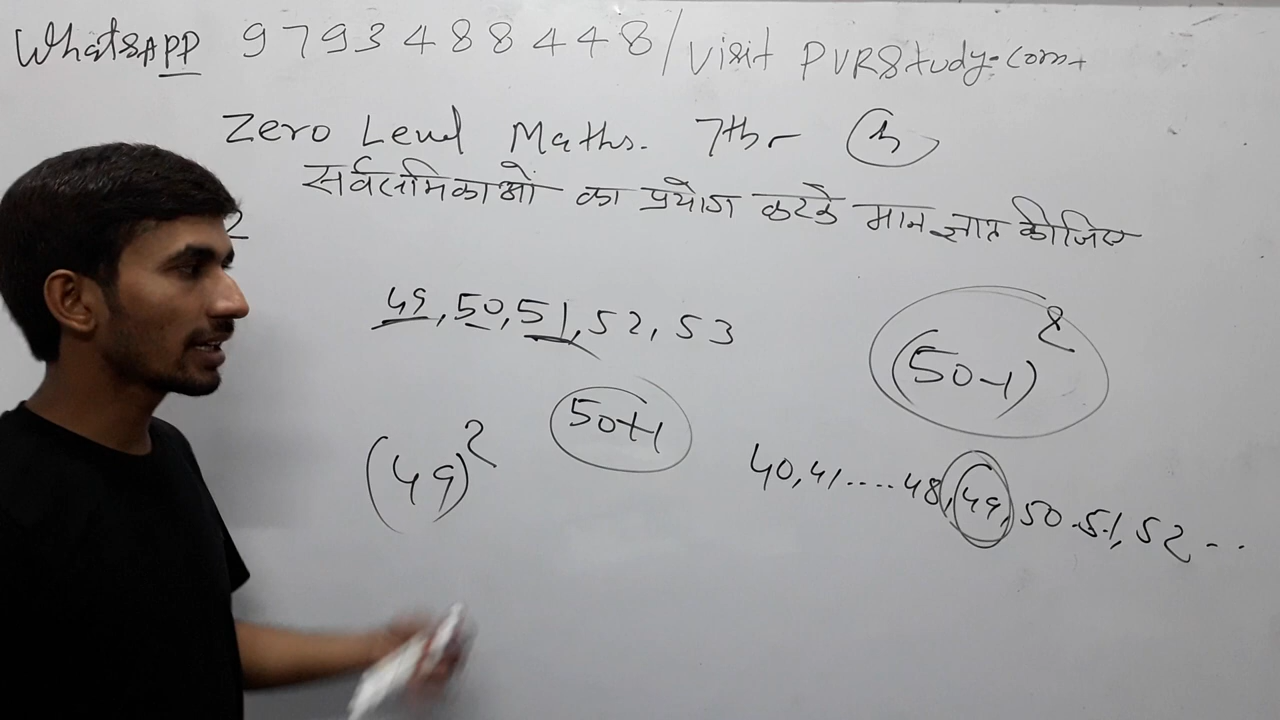 WhatsAPP 9793488448/Visit PVRStudy.com
Zero Level Maths. 7th
सर्वसमिकाओं का प्रयोग करके मान ज्ञात कीजिए
2
49, 50, 51, 52, 53
(50-1)²
50+1
(49)²
40, 41....48, 49, 50.51, 52 ..